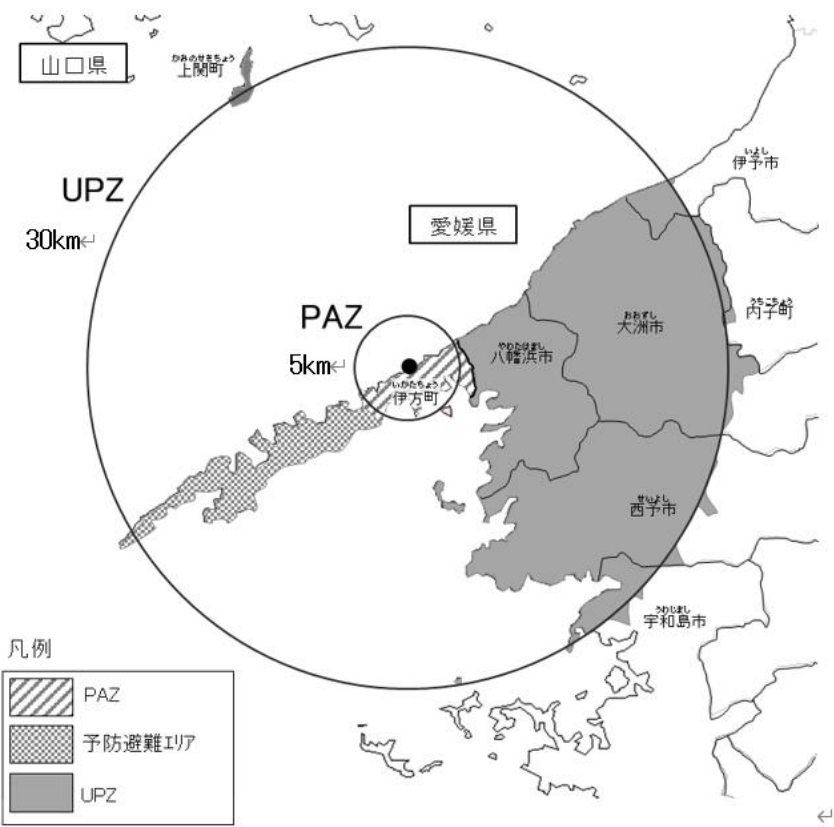 山口県
かみのせきちょう
上関町
いよし
伊予市
UPZ
30km↵
愛媛県
うちこちょう
内子町
PAZ
5km↵
おおずし
大洲市
やわたはまし
八幡浜市
いかたちょう
伊方町
せいよし
西予市
うわじまし
宇和島市
凡例
PAZ
予防避難エリア
UPZ
↵